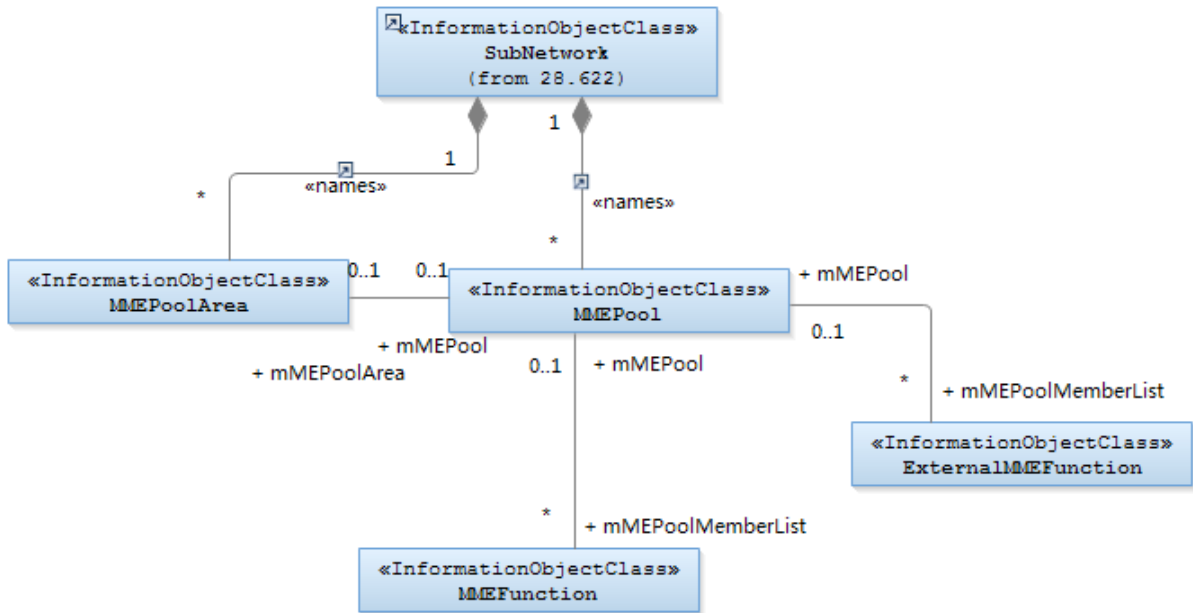 «InformationObjectClass»
SubNetwork
(from 28.622)
1
1
«names»
*
«names»
*
«InformationObjectClass»
MMEPoolArea
0..1
0..1
«InformationObjectClass»
MMEPool
+ mMEPool
0..1
+ mMEPool
+ mMEPoolArea
0..1
+ mMEPool
*
+ mMEPoolMemberList
«InformationObjectClass»
ExternalMMEFunction
*
+ mMEPoolMemberList
«InformationObjectClass»
MMEFunction